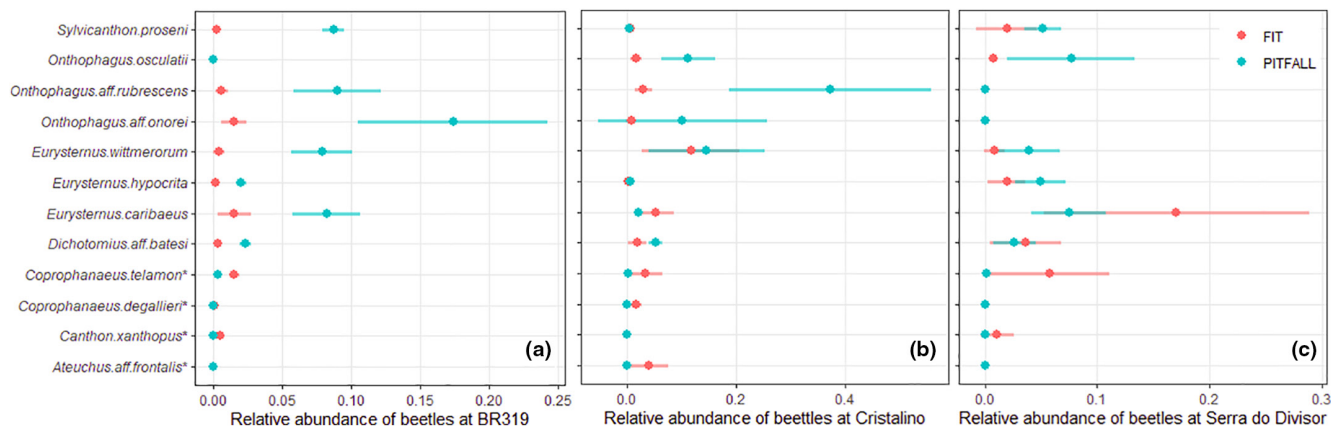 Sylvicanthon.proseni
Onthophagus.osculatii
Onthophagus.aff.rubrescens
Onthophagus.aff.onorei
Eurysternus.wittmerorum
Eurysternus.hypocrita
Eurysternus.caribaeus
Dichotomius.aff.batesi
Coprophanaeus.telamon*
Coprophanaeus.degallieri*
Canthon.xanthopus*
Ateuchus.aff.frontalis*
(a)
0.00 0.05 0.10 0.15 0.20 0.25
Relative abundance of beetles at BR319
(b)
0.0 0.2 0.4
Relative abundance of beettles at Cristalino
FIT
PITFALL
(c)
0.0 0.1 0.2 0.3
Relative abundance of beetles at Serra do Divisor